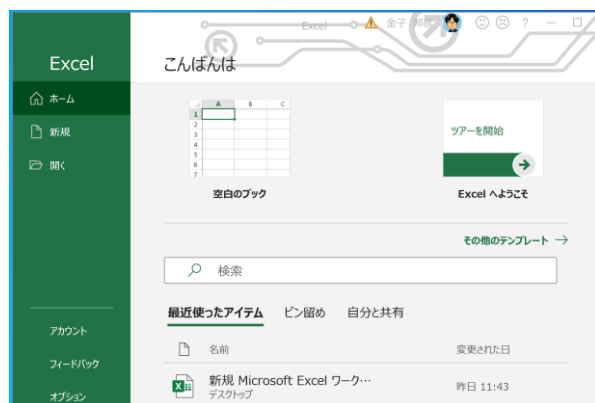 Excel
金子
Excel
こんばんは
ホーム
新規
開く
A B C
1
2
3
4
5
6
7
空白のブック
ツアーを開始
Excel へようこそ
その他のテンプレート →
検索
最近使ったアイテム ピン留め 自分と共有
名前 変更された日
新規 Microsoft Excel ワーク…
デスクトップ
昨日 11:43
アカウント
フィードバック
オプション